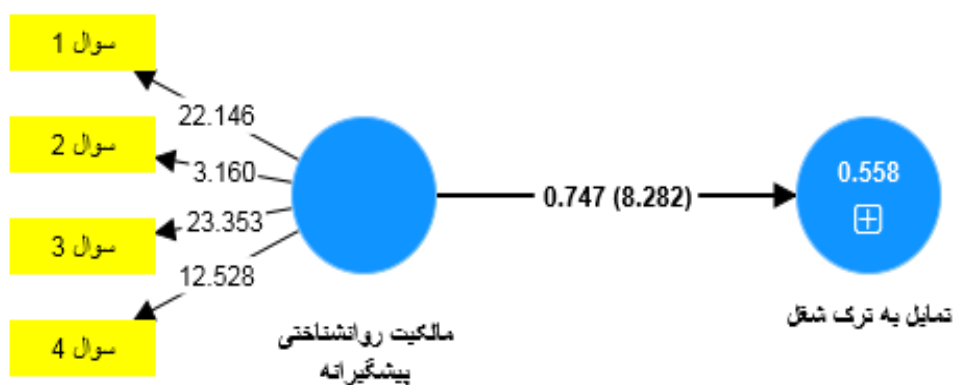 سوال 1
22.146
سوال 2
3.160
0.558
0.747 (8.282)
23.353
سوال 3
12.528
تمایل به ترک شغل
مالکیت روانشناختی
پیشگیرانه
سوال 4